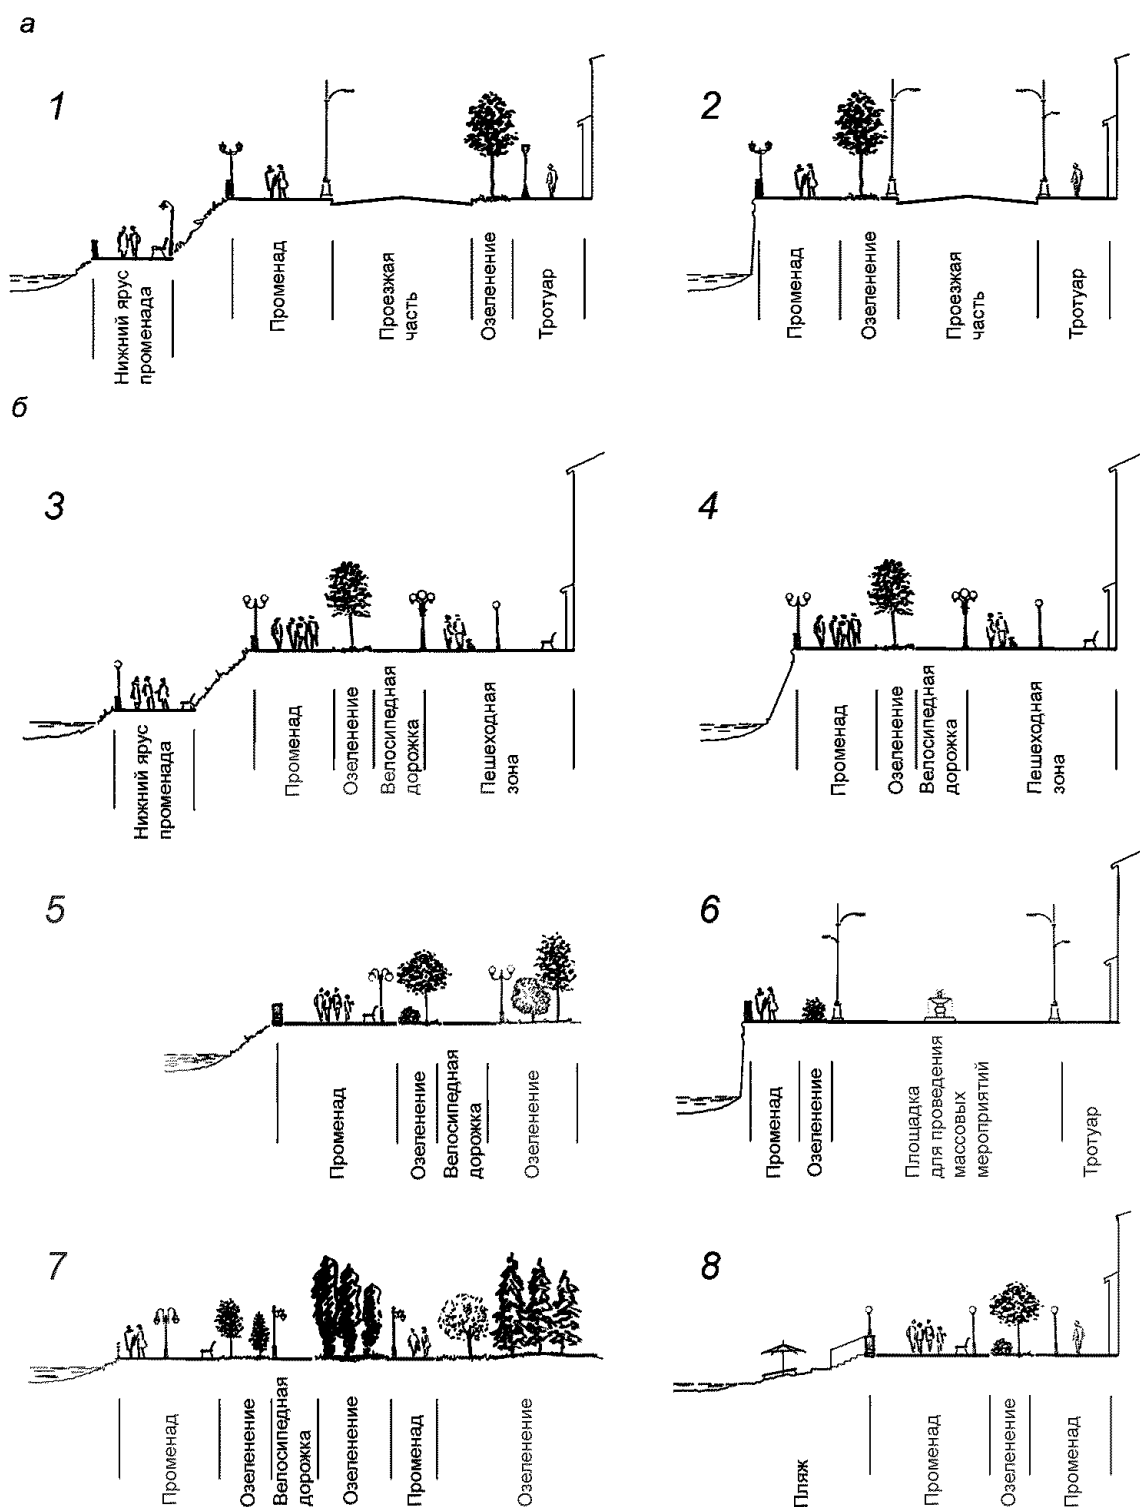 а
1
Нижний ярус
променада
Променад
Проезжая
часть
Озеленение
Тротуар
2
Променад
Озеленение
Проезжая
часть
Тротуар
б
3
Нижний ярус
променада
Променад
Озеленение
Велосипедная
дорожка
Пешеходная
зона
4
Променад
Озеленение
Велосипедная
дорожка
Пешеходная
зона
5
Променад
Озеленение
Велосипедная
дорожка
Озеленение
6
Променад
Озеленение
Площадка
для проведения
массовых
мероприятий
Тротуар
7
Променад
Озеленение
Велосипедная
дорожка
Озеленение
Променад
Озеленение
8
Пляж
Променад
Озеленение
Променад